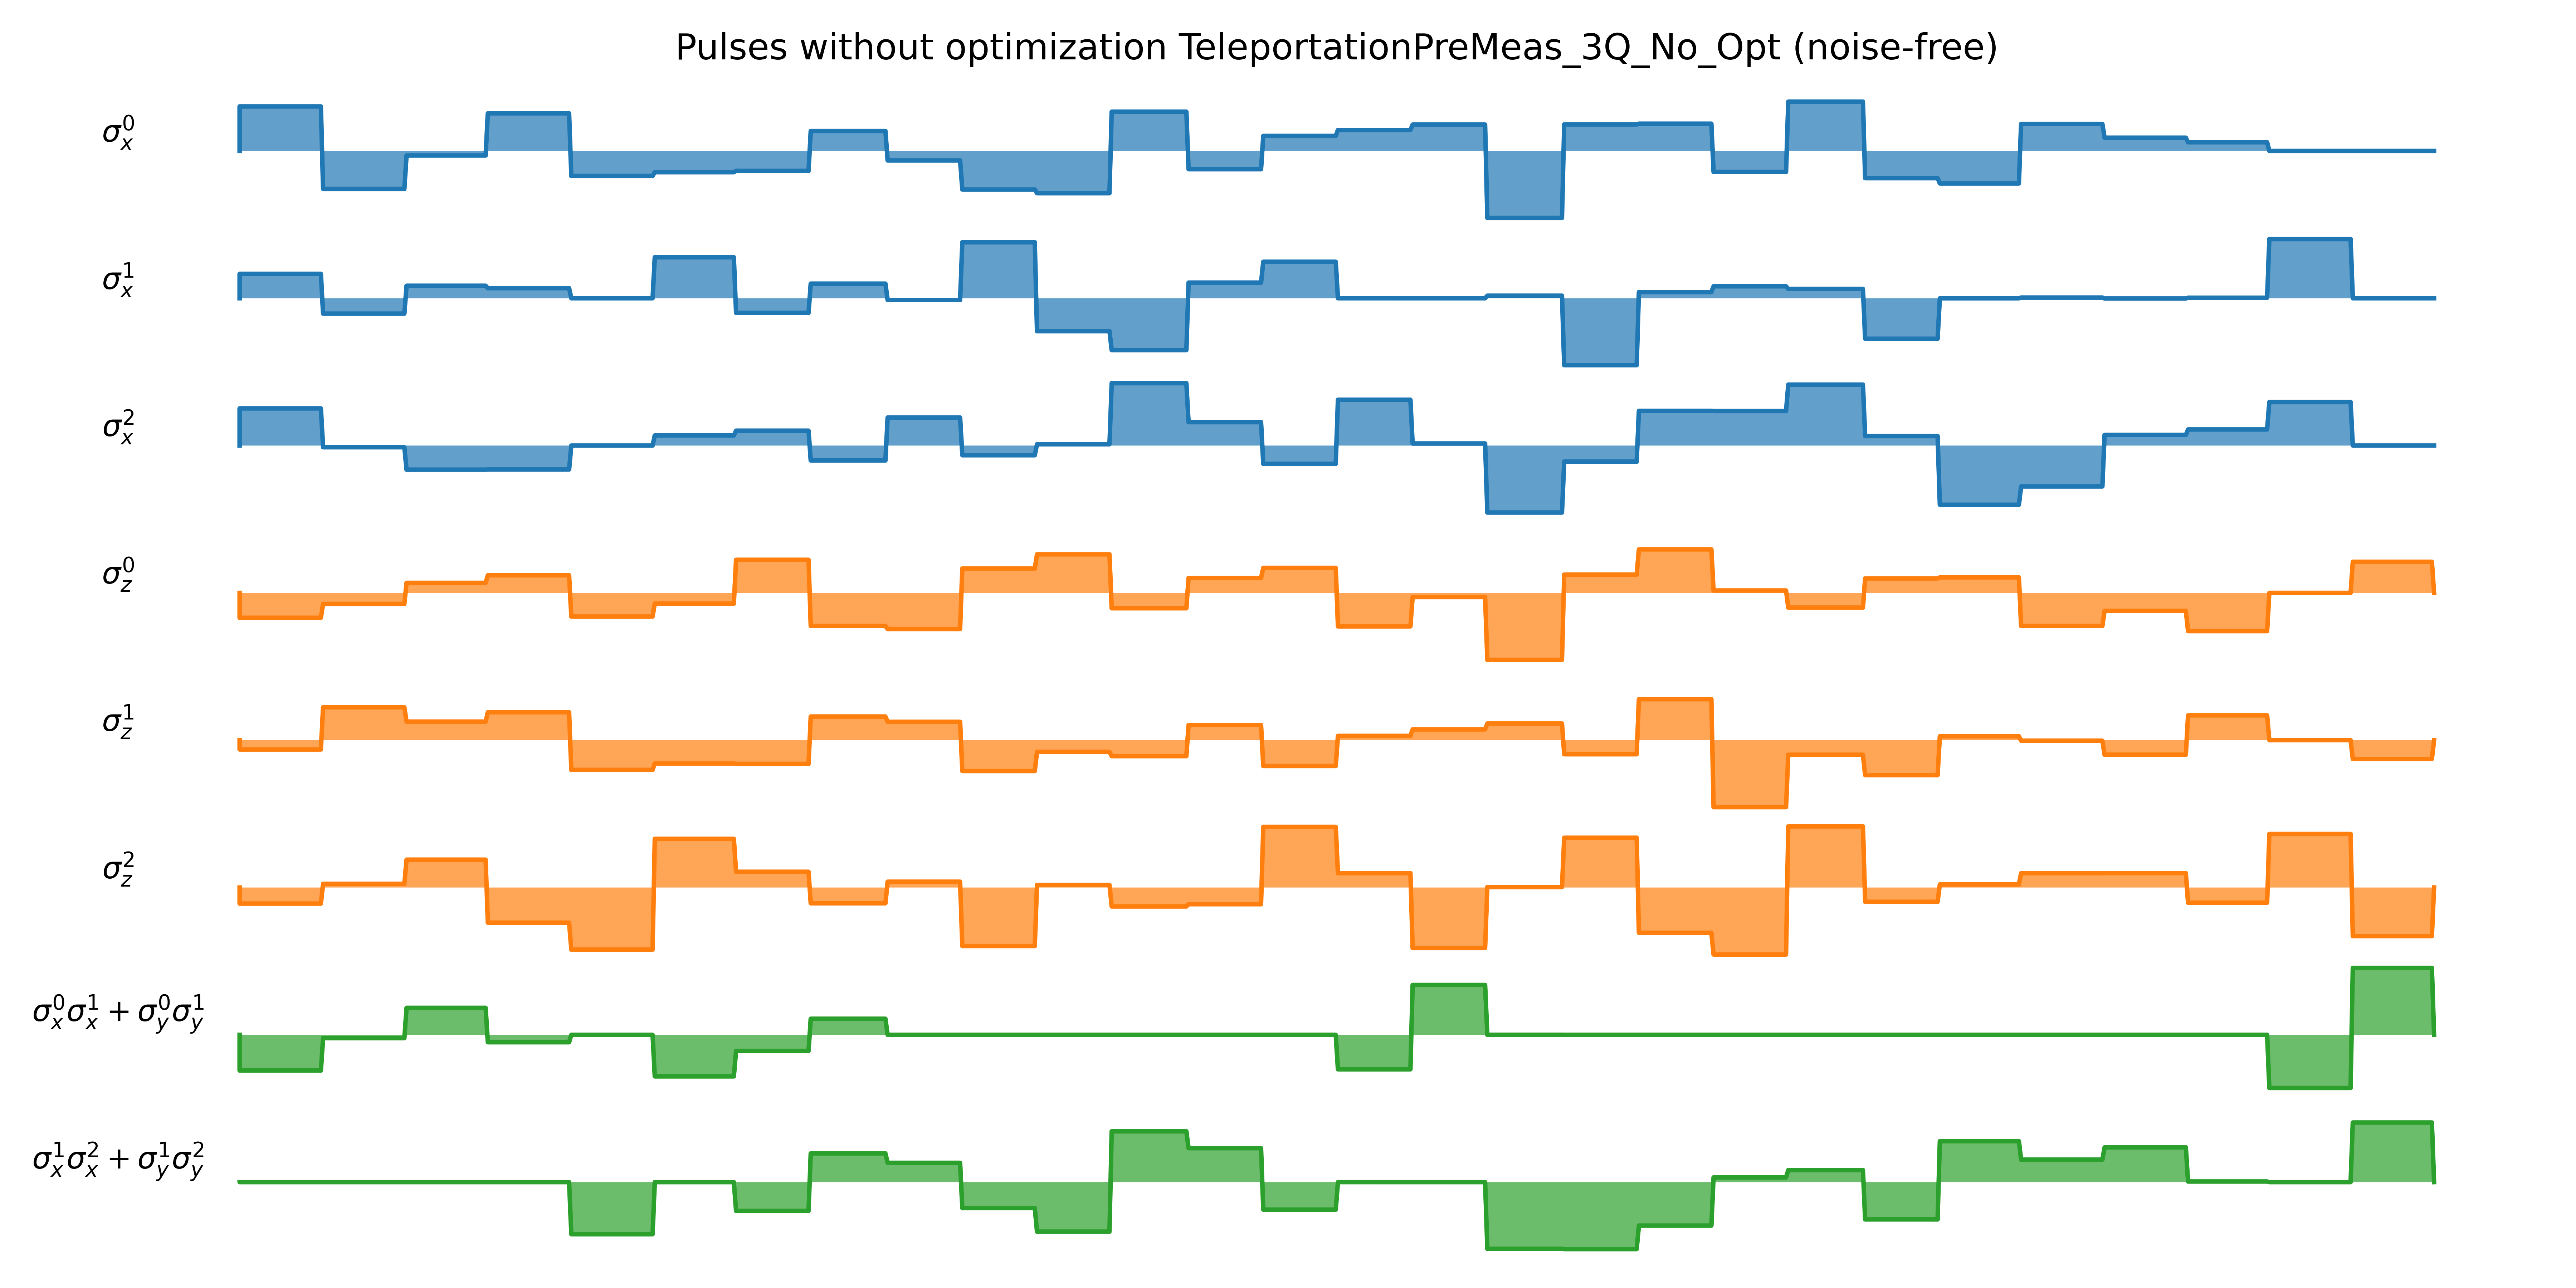 Pulses without optimization TeleportationPreMeas_3Q_No_Opt (noise-free)
σ_x^0
σ_x^1
σ_x^2
σ_z^0
σ_z^1
σ_z^2
σ_x^0σ_x^1 + σ_y^0σ_y^1
σ_x^1σ_x^2 + σ_y^1σ_y^2